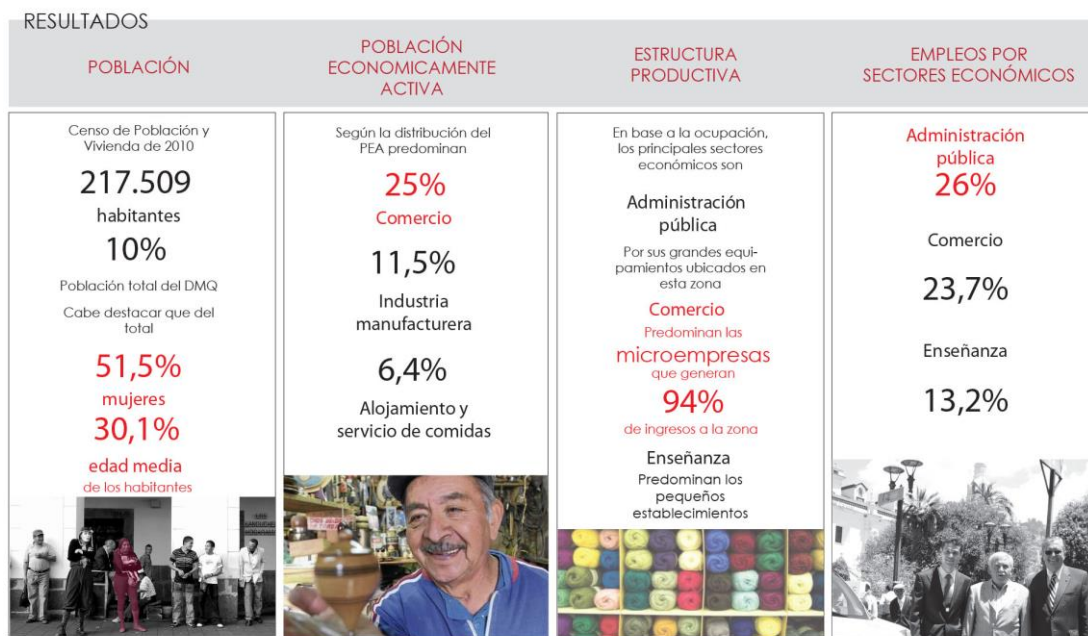 RESULTADOS
POBLACIÓN
Censo de Población y
Vivienda de 2010
217.509
habitantes
10%
Población total del DMQ
Cabe destacar que del
total
51,5%
mujeres
30,1%
edad media
de los habitantes
POBLACIÓN
ECONOMICAMENTE
ACTIVA
Según la distribución del
PEA predominan
25%
Comercio
11,5%
Industria
manufacturera
6,4%
Alojamiento y
servicio de comidas
ESTRUCTURA
PRODUCTIVA
En base a la ocupación,
los principales sectores
económicos son
Administración
pública
Por sus grandes equi-
pamientos ubicados en
esta zona
Comercio
Predominan las
microempresas
que generan
94%
de ingresos a la zona
Enseñanza
Predominan los
pequeños
establecimientos
EMPLEOS POR
SECTORES ECONÓMICOS
Administración
pública
26%
Comercio
23,7%
Enseñanza
13,2%